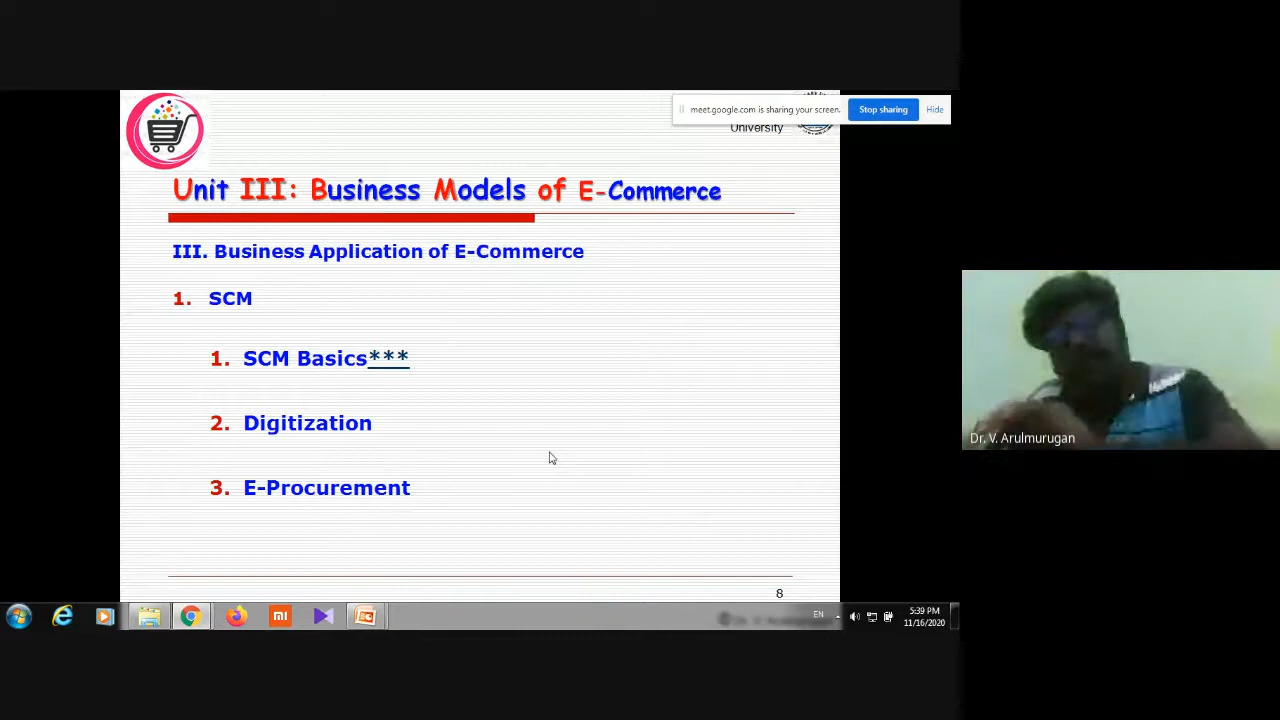 meet.google.com is sharing your screen.
Stop sharing
Hide
University
Unit III: Business Models of E-Commerce
III. Business Application of E-Commerce
1. SCM
1. SCM Basics***
2. Digitization
3. E-Procurement
Dr. V. Arulmurugan
8
mi
EN
5:39 PM
11/16/2020